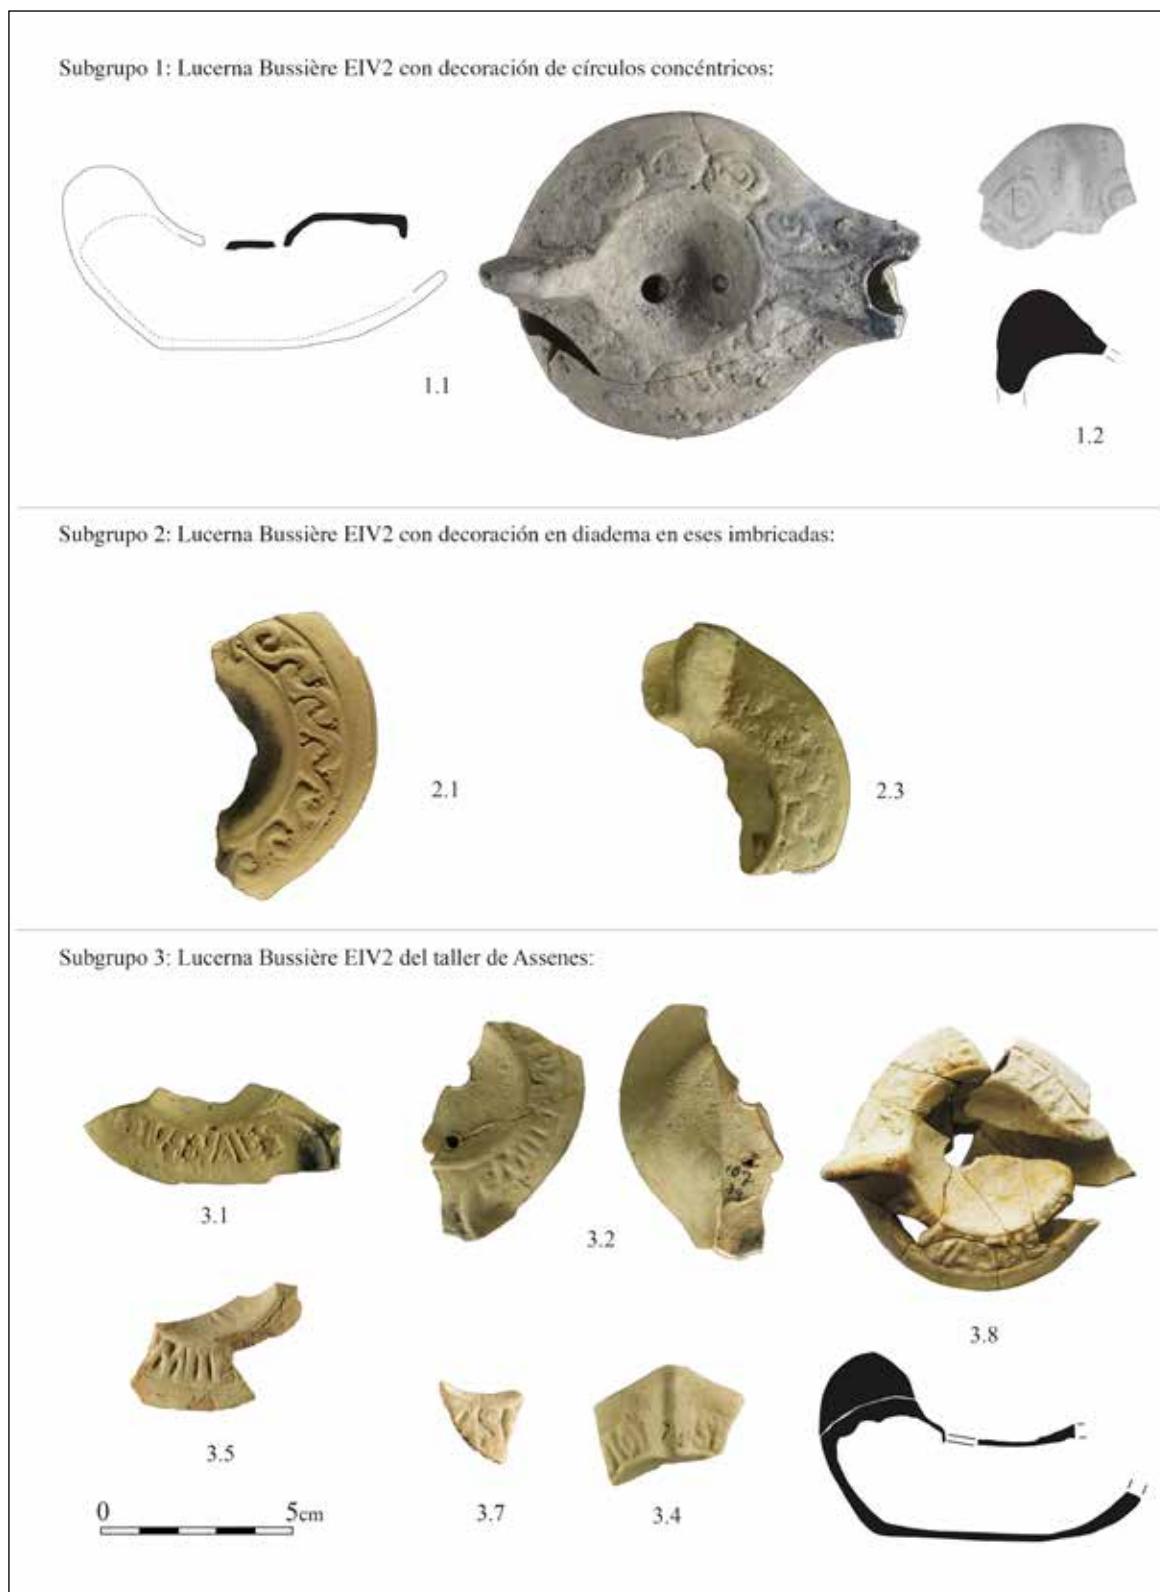 Subgrupo 1: Lucerna Bussière EIV2 con decoración de círculos concéntricos:
1.1
1.2
Subgrupo 2: Lucerna Bussière EIV2 con decoración en diadema en eses imbricadas:
2.1
2.3
Subgrupo 3: Lucerna Bussière EIV2 del taller de Assenes:
3.1
3.2
3.8
3.5
3.7
3.4
0 5cm